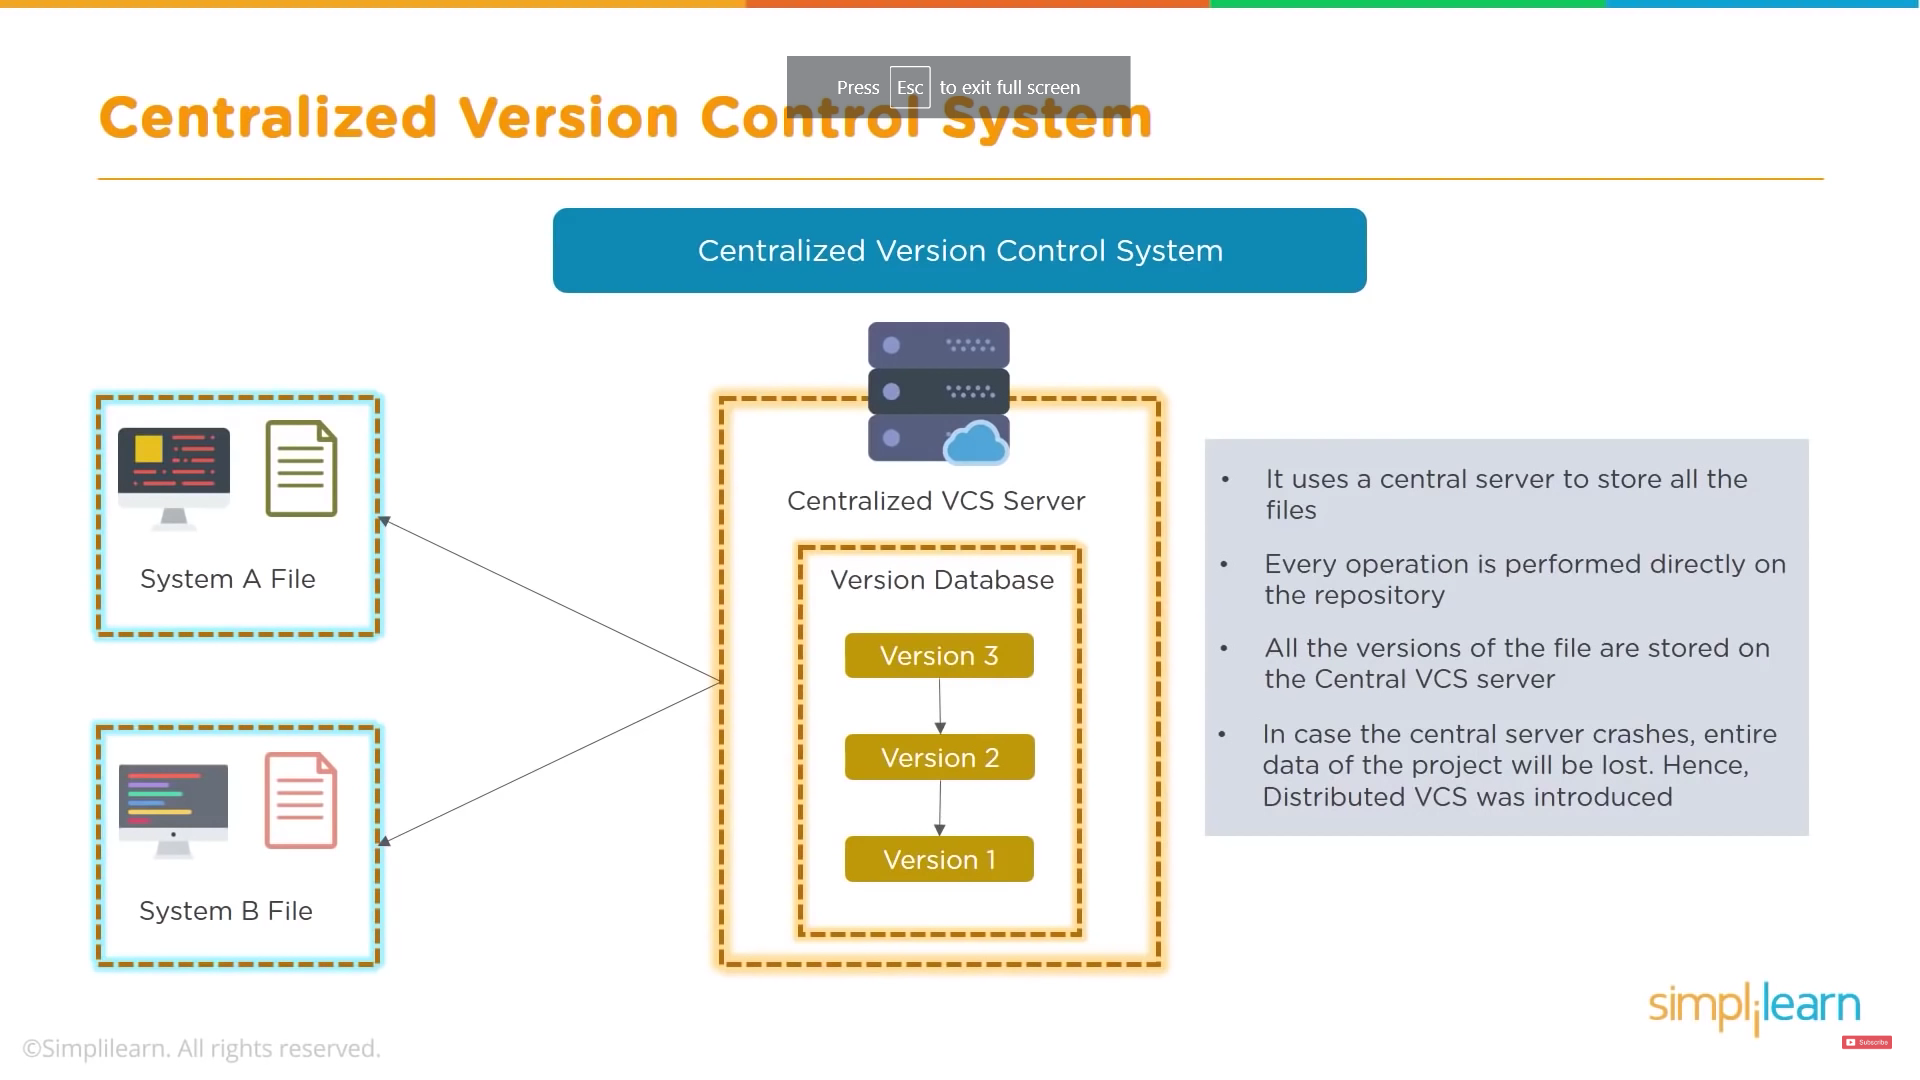 Press Esc to exit full screen
Centralized Version Control System
Centralized Version Control System
Centralized VCS Server
System A File
System B File
Version Database
Version 3
Version 2
Version 1
• It uses a central server to store all the
files
• Every operation is performed directly on
the repository
• All the versions of the file are stored on
the Central VCS server
• In case the central server crashes, entire
data of the project will be lost. Hence,
Distributed VCS was introduced
simplilearn
Subscribe
©Simplilearn. All rights reserved.